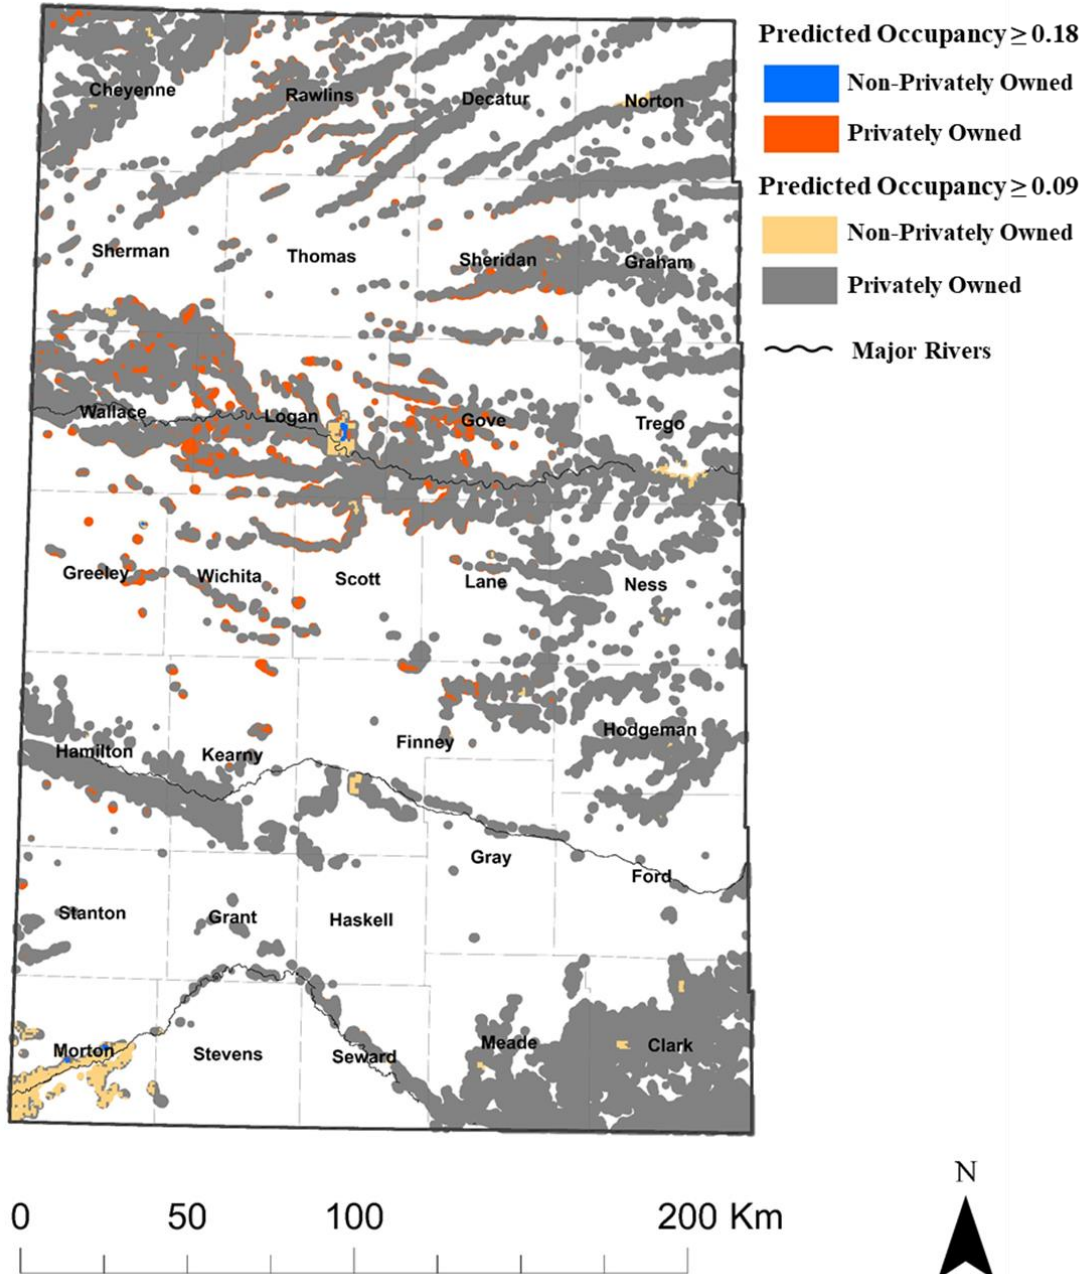 Predicted Occupancy ≥ 0.18
Non-Privately Owned
Privately Owned
Predicted Occupancy ≥ 0.09
Non-Privately Owned
Privately Owned
Major Rivers
Cheyenne
Rawlins
Decatur
Norton
Sherman
Thomas
Sheridan
Graham
Wallace
Logan
Gove
Trego
Greeley
Wichita
Scott
Lane
Ness
Hamilton
Kearny
Finney
Hodgeman
Gray
Ford
Stanton
Grant
Haskell
Morton
Stevens
Seward
Meade
Clark
0 50 100 200 Km
N